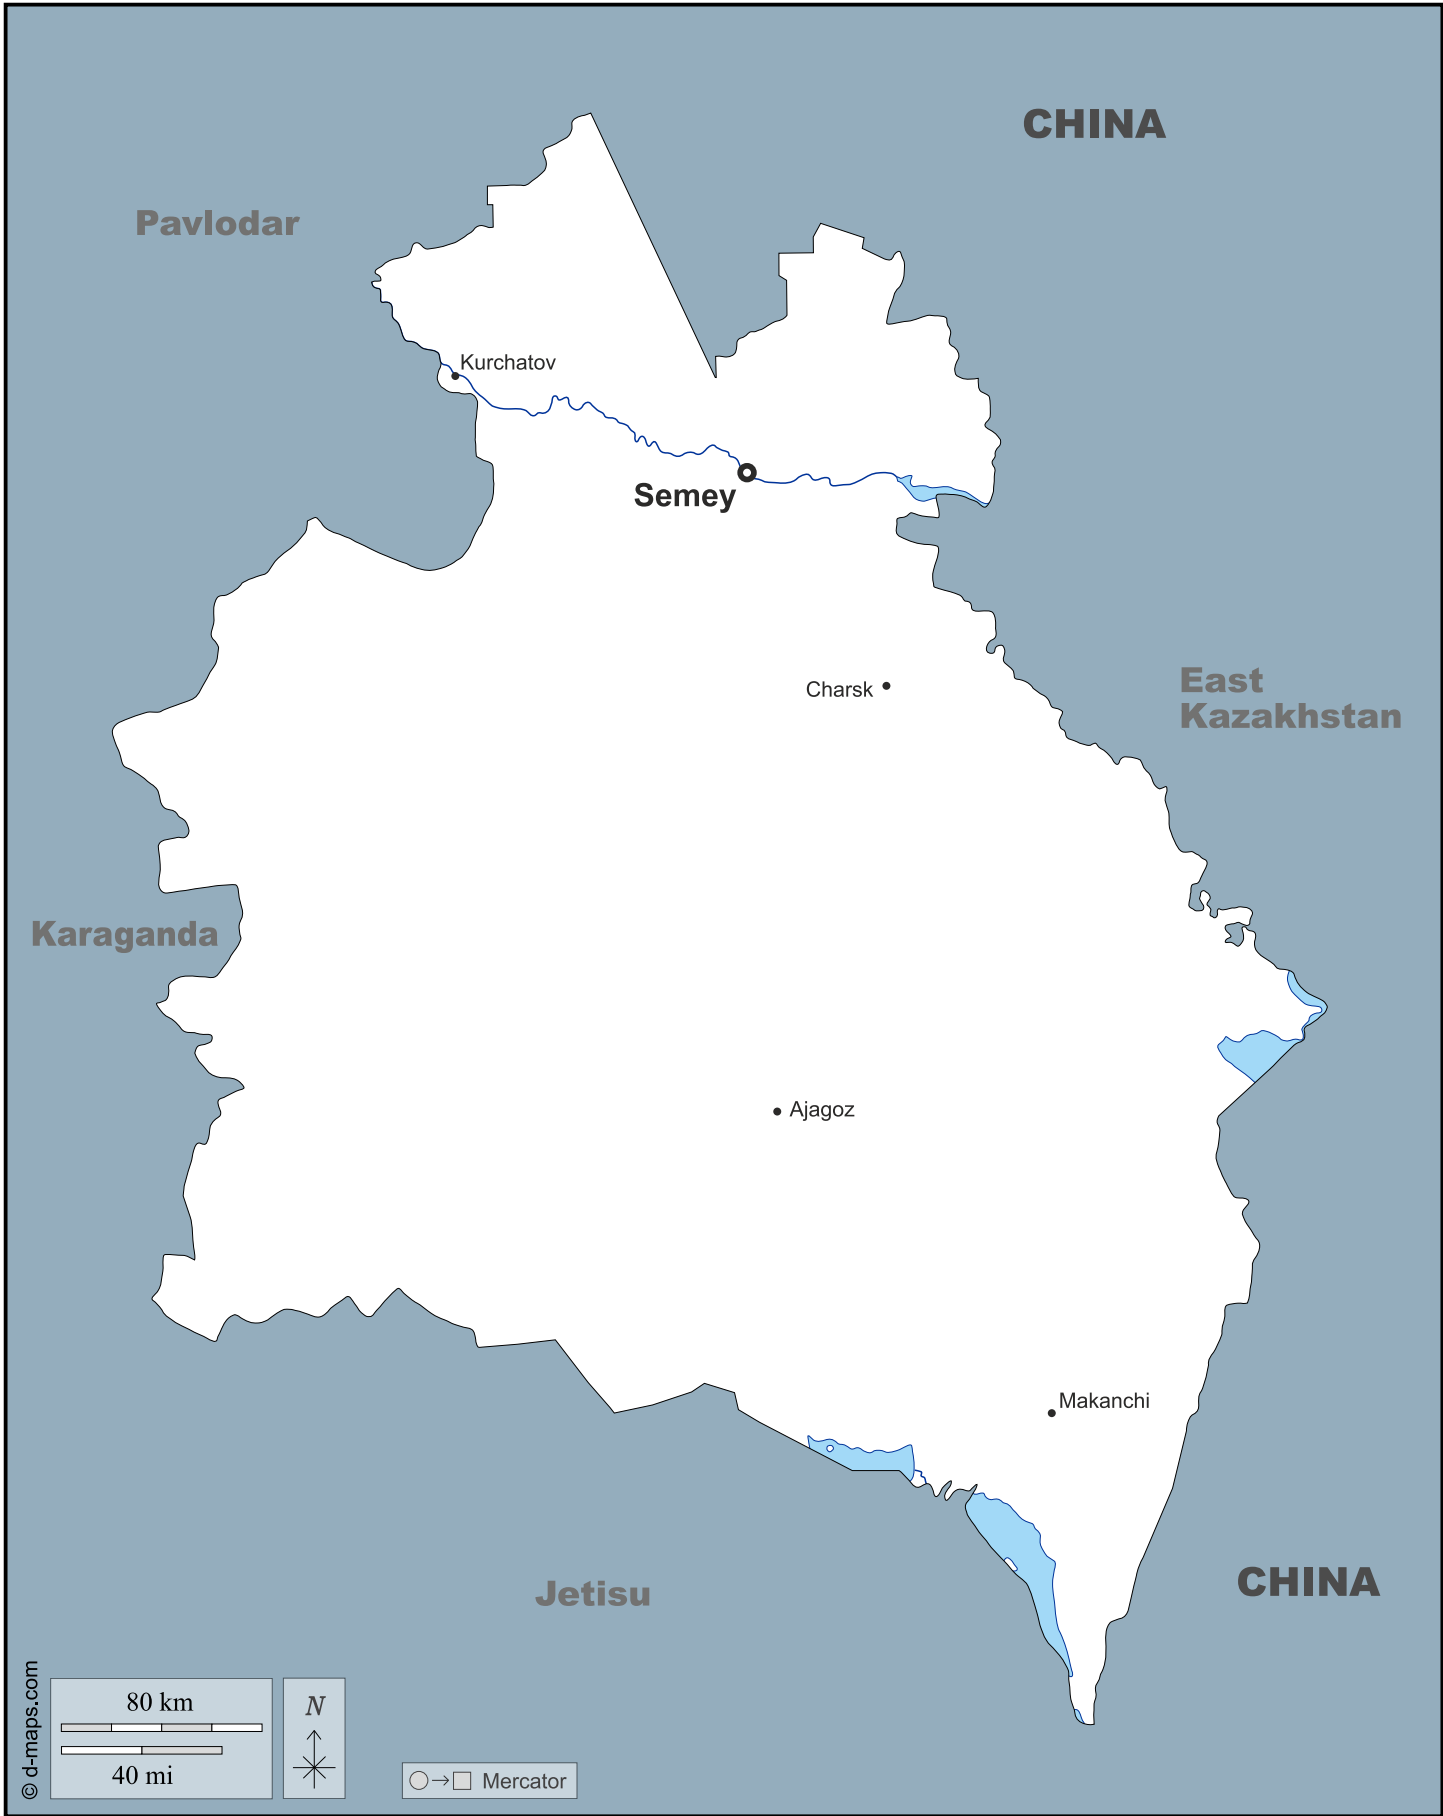 CHINA
Pavlodar
Kurchatov
Semey
East
Kazakhstan
Charsk
Karaganda
Ajagoz
Makanchi
Jetisu
CHINA
© d-maps.com
80 km
40 mi
N
Mercator